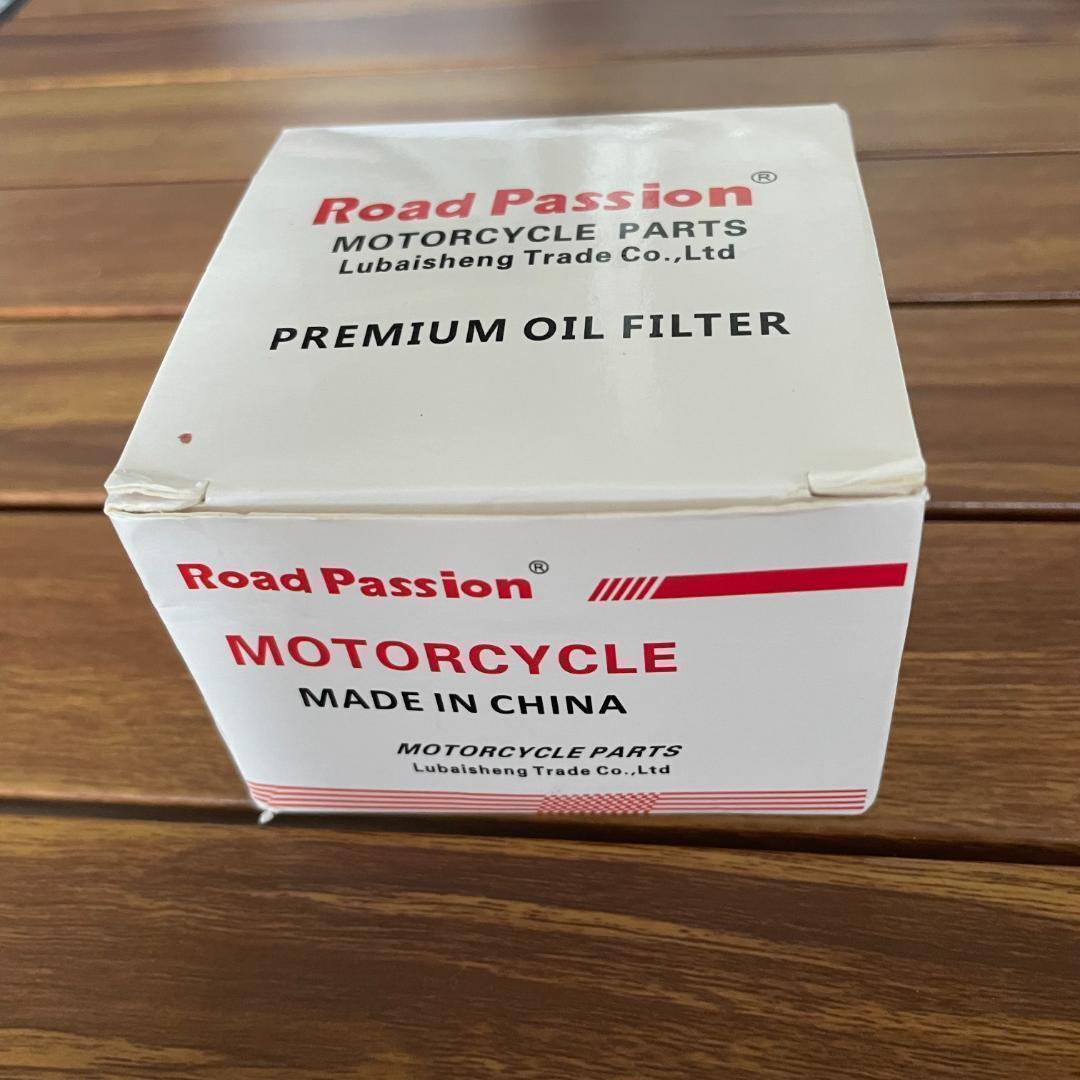 Road Passion®
MOTORCYCLE PARTS
Lubaisheng Trade Co.,Ltd
PREMIUM OIL FILTER
Road Passion®
MOTORCYCLE
MADE IN CHINA
MOTORCYCLE PARTS
Lubaisheng Trade Co.,Ltd